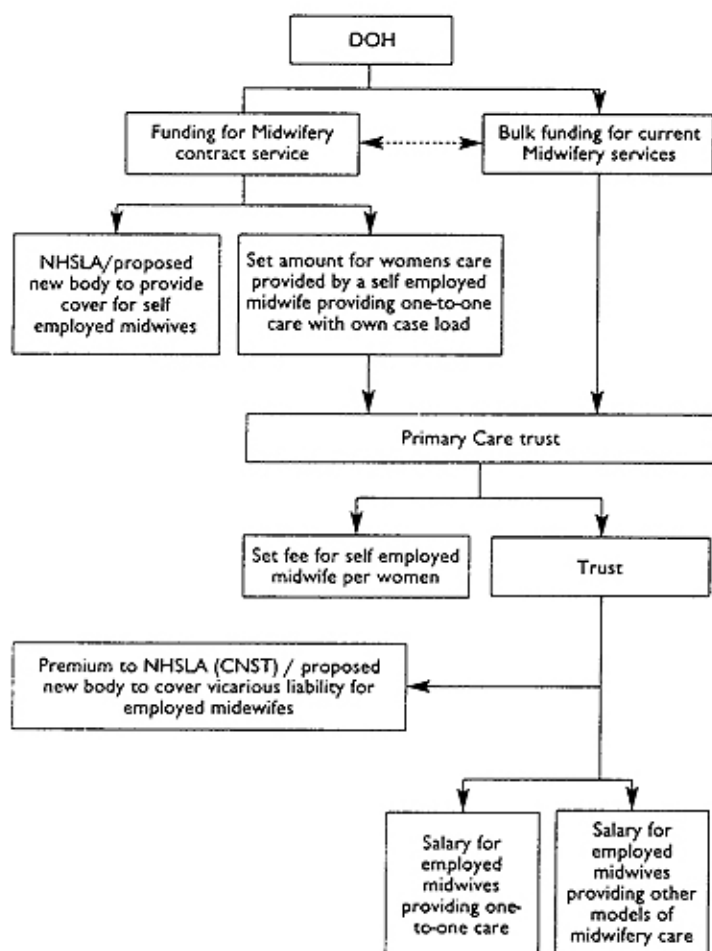 DOH
Funding for Midwifery
contract service
Bulk funding for current
Midwifery services
NHSLA/proposed
new body to provide
cover for self
employed midwives
Set amount for womens care
provided by a self employed
midwife providing one-to-one
care with own case load
Primary Care trust
Set fee for self employed
midwife per women
Trust
Premium to NHSLA (CNST) / proposed
new body to cover vicarious liability for
employed midewifes
Salary for
employed
midwives
providing one-
to-one care
Salary for
employed
midwives
providing other
models of
midwifery care